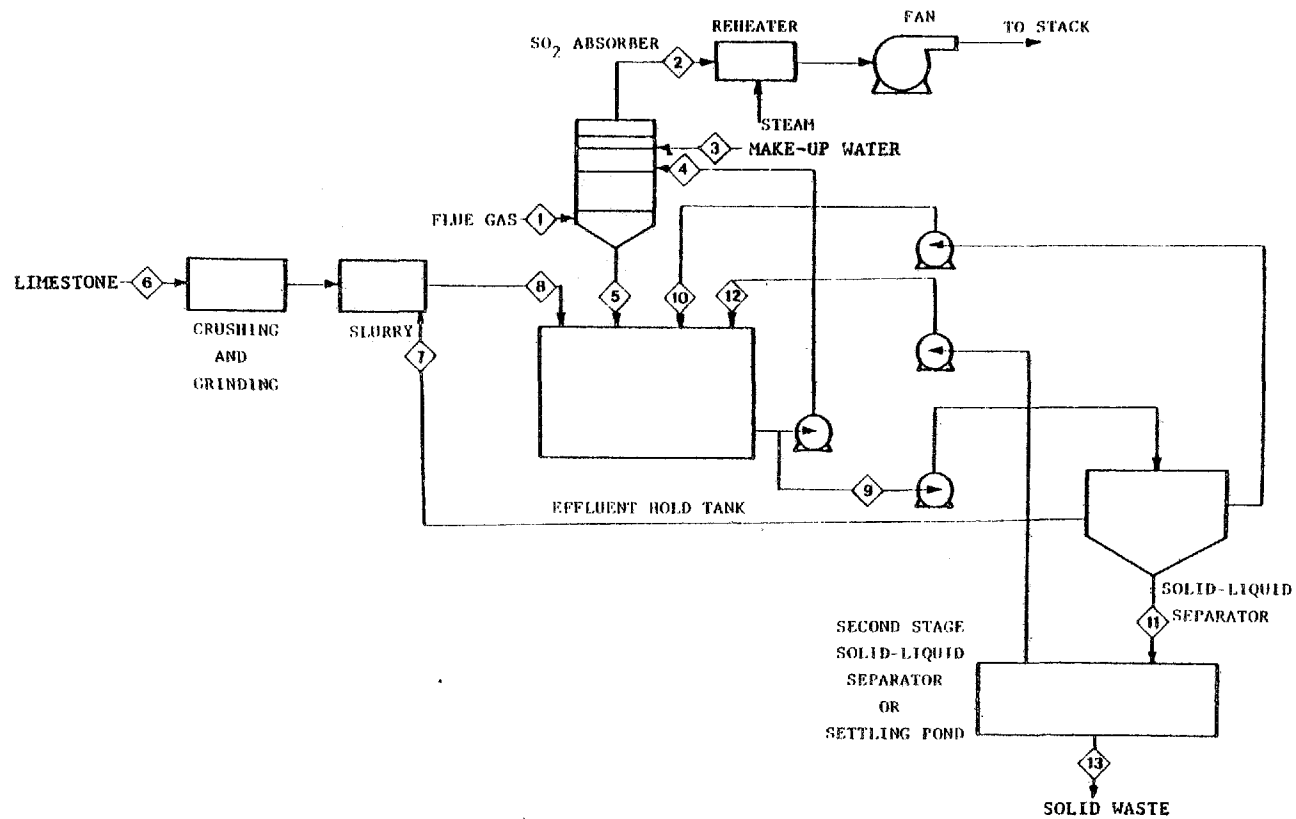 FAN
REHEATER
TO STACK
SO2 ABSORBER
2
STEAM
3
MAKE-UP WATER
4
FLUE GAS
1
LIMESTONE
6
8
5
10
12
CRUSHING
AND
GRINDING
SLURRY
7
9
EFFLUENT HOLD TANK
SOLID-LIQUID
SEPARATOR
11
SECOND STAGE
SOLID-LIQUID
SEPARATOR
OR
SETTLING POND
13
SOLID WASTE